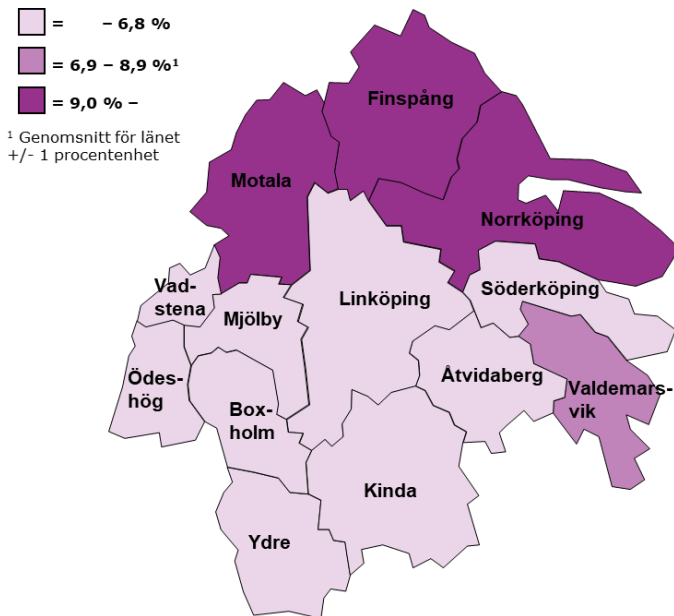 = – 6,8 %
= 6,9 – 8,9 %¹
= 9,0 % –
¹ Genomsnitt för länet
+/- 1 procentenhet
Finspång
Motala
Norrköping
Vad-
stena
Mjölby
Linköping
Söderköping
Ödes-
hög
Box-
holm
Åtvidaberg
Valdemars-
vik
Kinda
Ydre